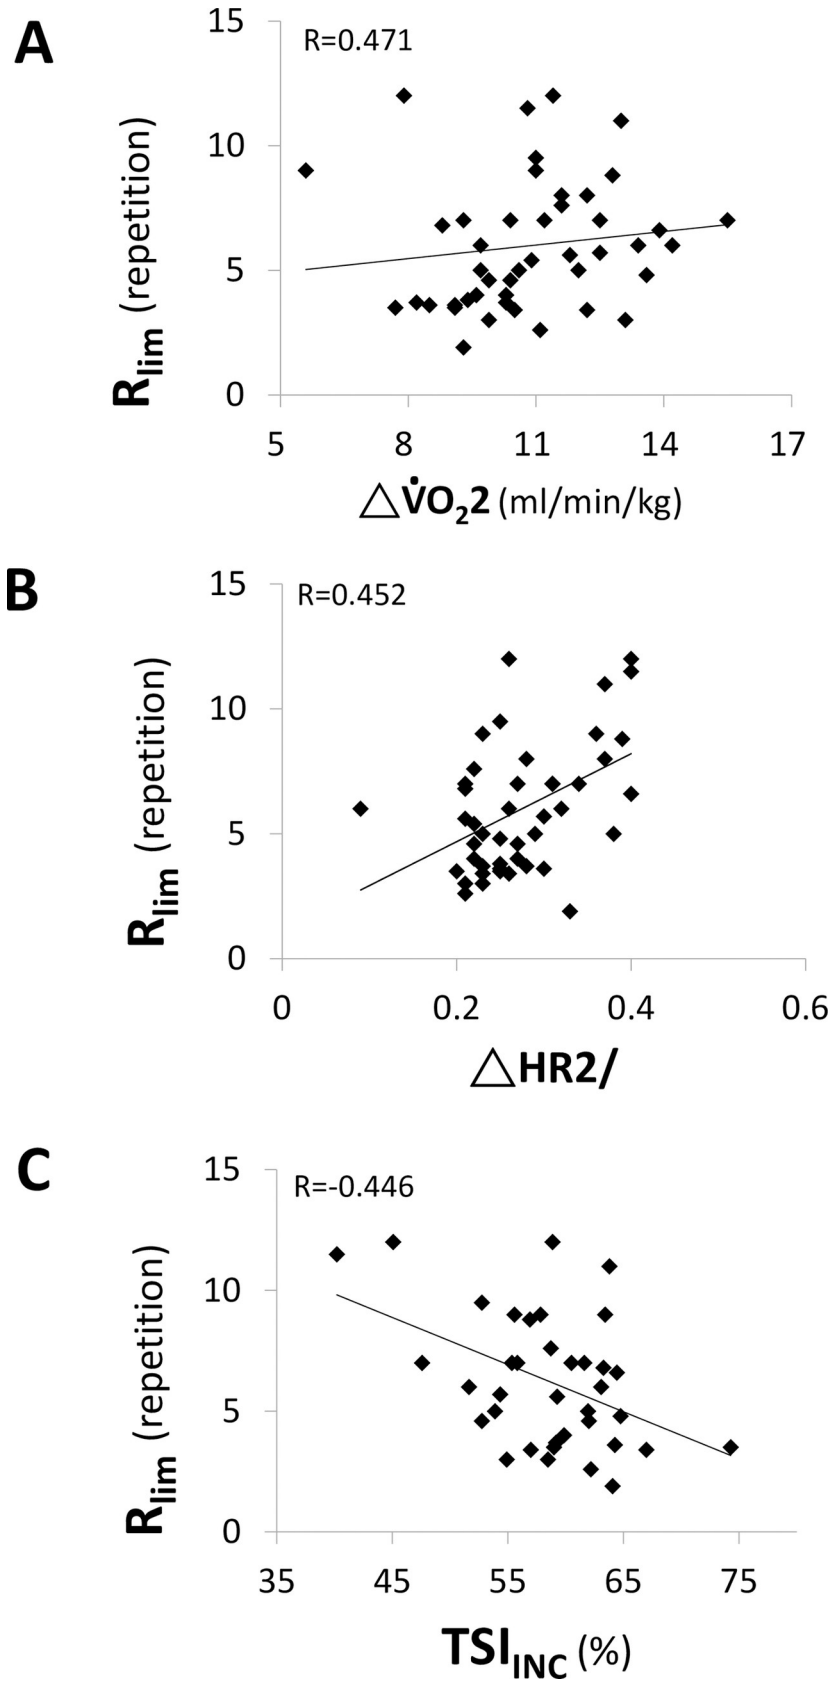 A
R=0.471
15
10
5
0
Rlim (repetition)
5 8 11 14 17
△V̇O₂2 (ml/min/kg)
B
R=0.452
15
10
5
0
Rlim (repetition)
0 0.2 0.4 0.6
△HR2/
C
R=-0.446
15
10
5
0
Rlim (repetition)
35 45 55 65 75
TSIINC (%)